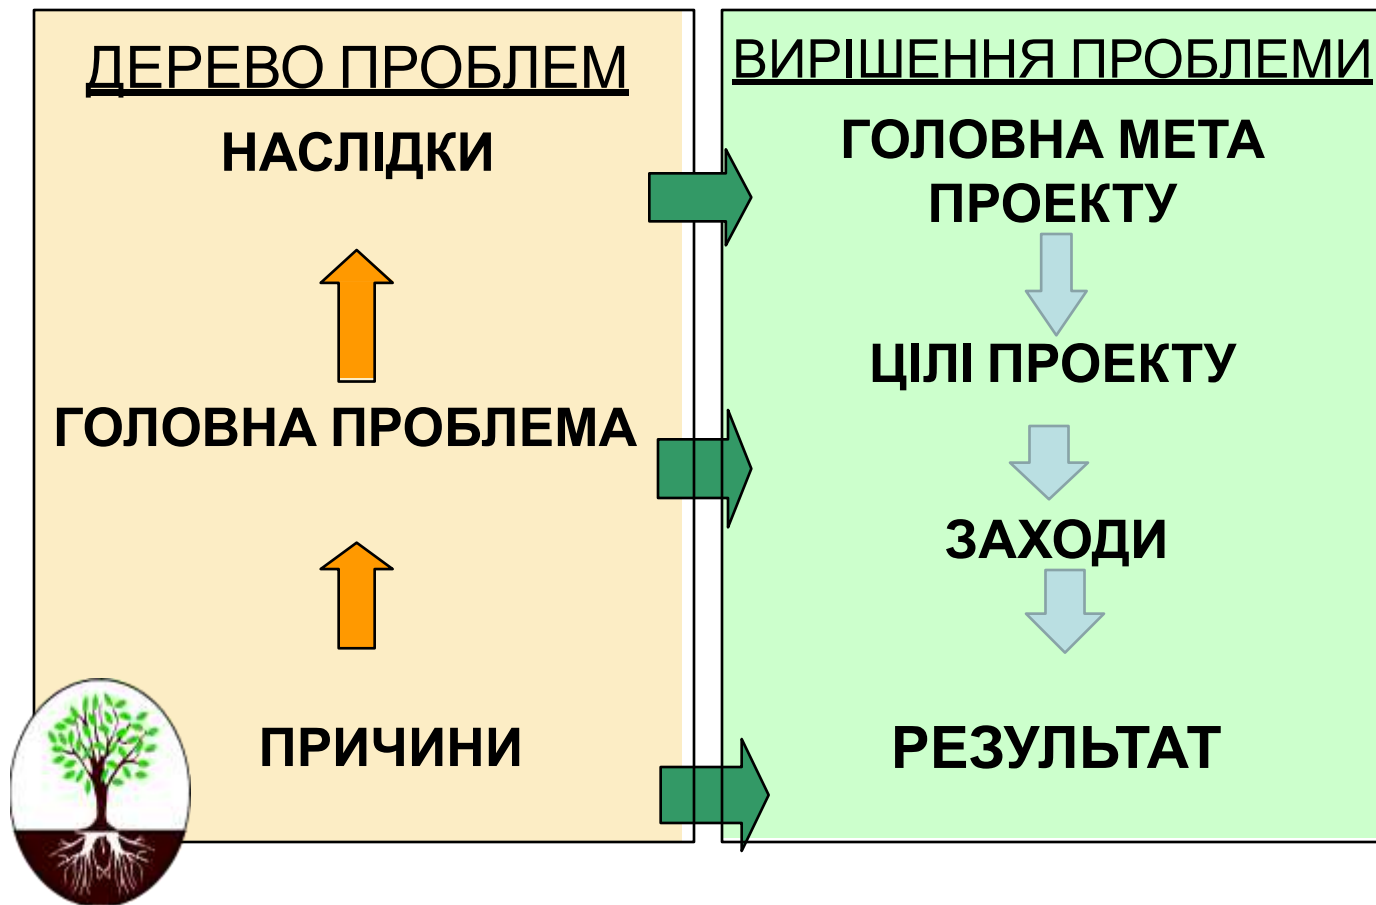 ДЕРЕВО ПРОБЛЕМ
НАСЛІДКИ
ГОЛОВНА ПРОБЛЕМА
ПРИЧИНИ
ВИРІШЕННЯ ПРОБЛЕМИ
ГОЛОВНА МЕТА
ПРОЕКТУ
ЦІЛІ ПРОЕКТУ
ЗАХОДИ
РЕЗУЛЬТАТ